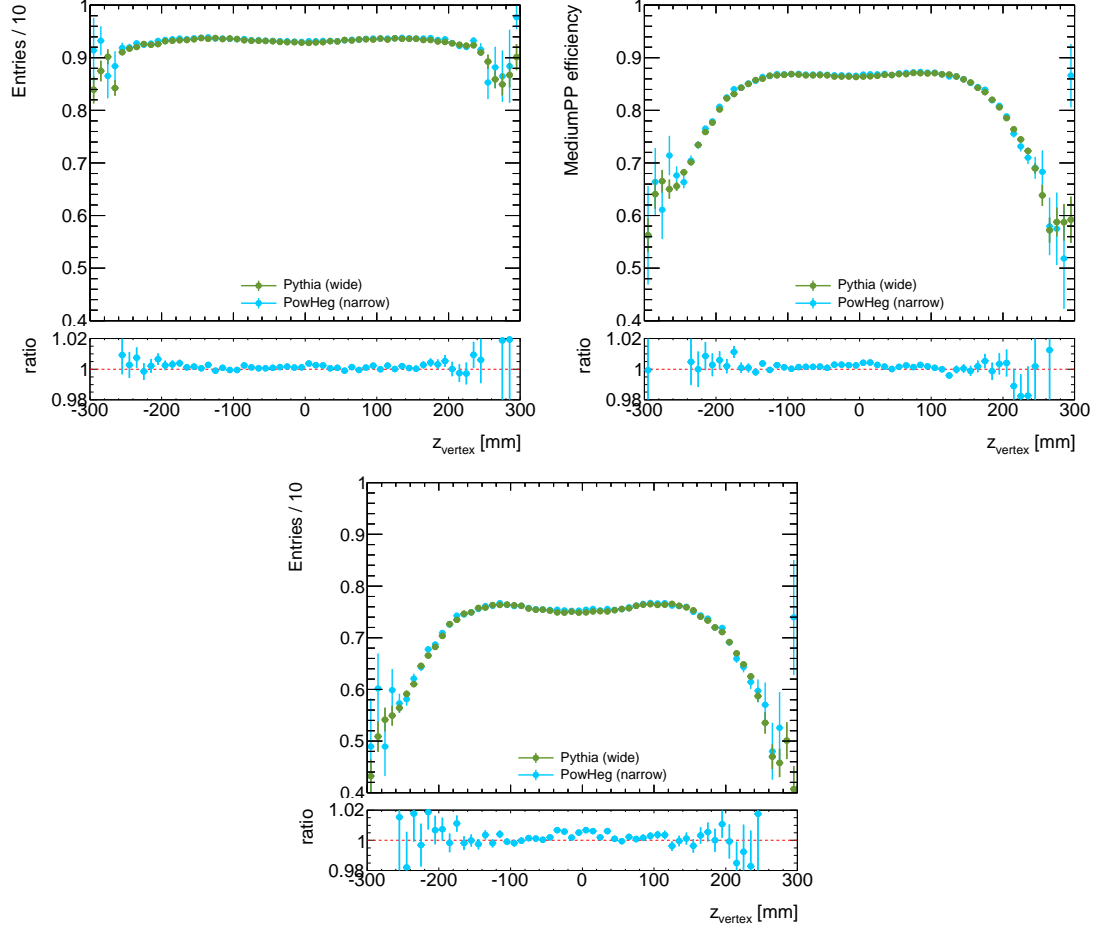 Entries / 10
1
0.9
0.8
0.7
0.6
0.5
0.4
Pythia (wide)
PowHeg (narrow)
ratio
1.02
1
0.98
-300 -200 -100 0 100 200 300
z_vertex [mm]
MediumPP efficiency
1
0.9
0.8
0.7
0.6
0.5
0.4
Pythia (wide)
PowHeg (narrow)
ratio
1.02
1
0.98
-300 -200 -100 0 100 200 300
z_vertex [mm]
Entries / 10
1
0.9
0.8
0.7
0.6
0.5
0.4
Pythia (wide)
PowHeg (narrow)
ratio
1.02
1
0.98
-300 -200 -100 0 100 200 300
z_vertex [mm]